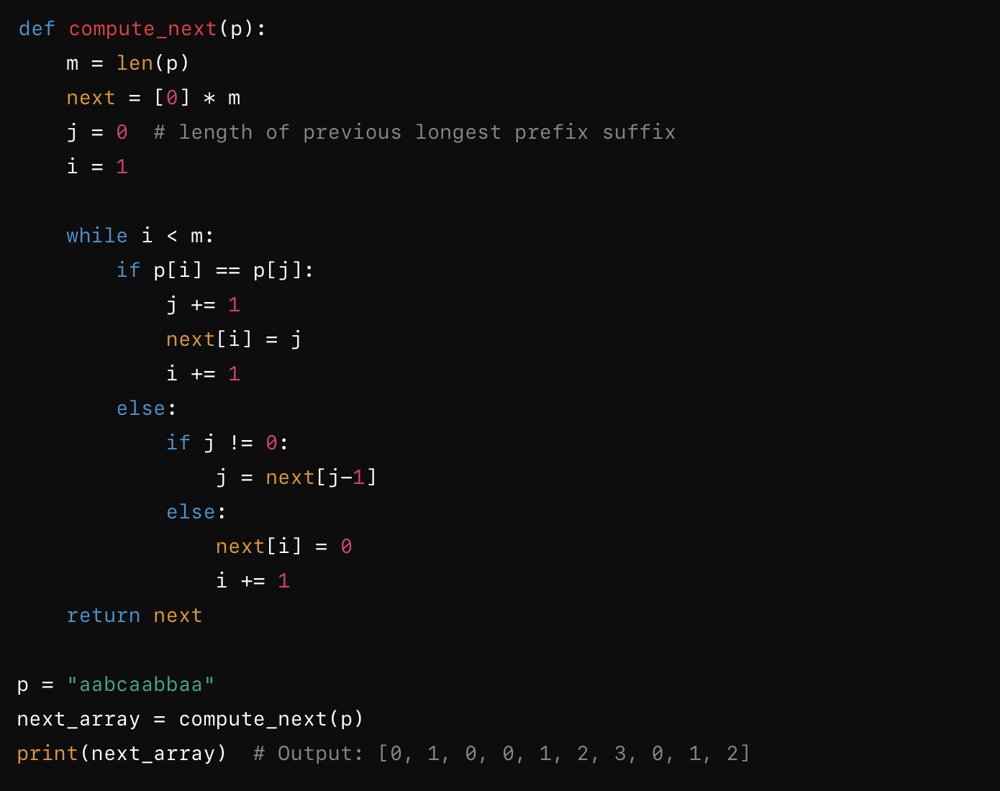 def compute_next(p):
    m = len(p)
    next = [0] * m
    j = 0  # length of previous longest prefix suffix
    i = 1
    while i < m:
        if p[i] == p[j]:
            j += 1
            next[i] = j
            i += 1
        else:
            if j != 0:
                j = next[j-1]
            else:
                next[i] = 0
                i += 1
    return next
p = "aabcaabbaa"
next_array = compute_next(p)
print(next_array)  # Output: [0, 1, 0, 0, 1, 2, 3, 0, 1, 2]